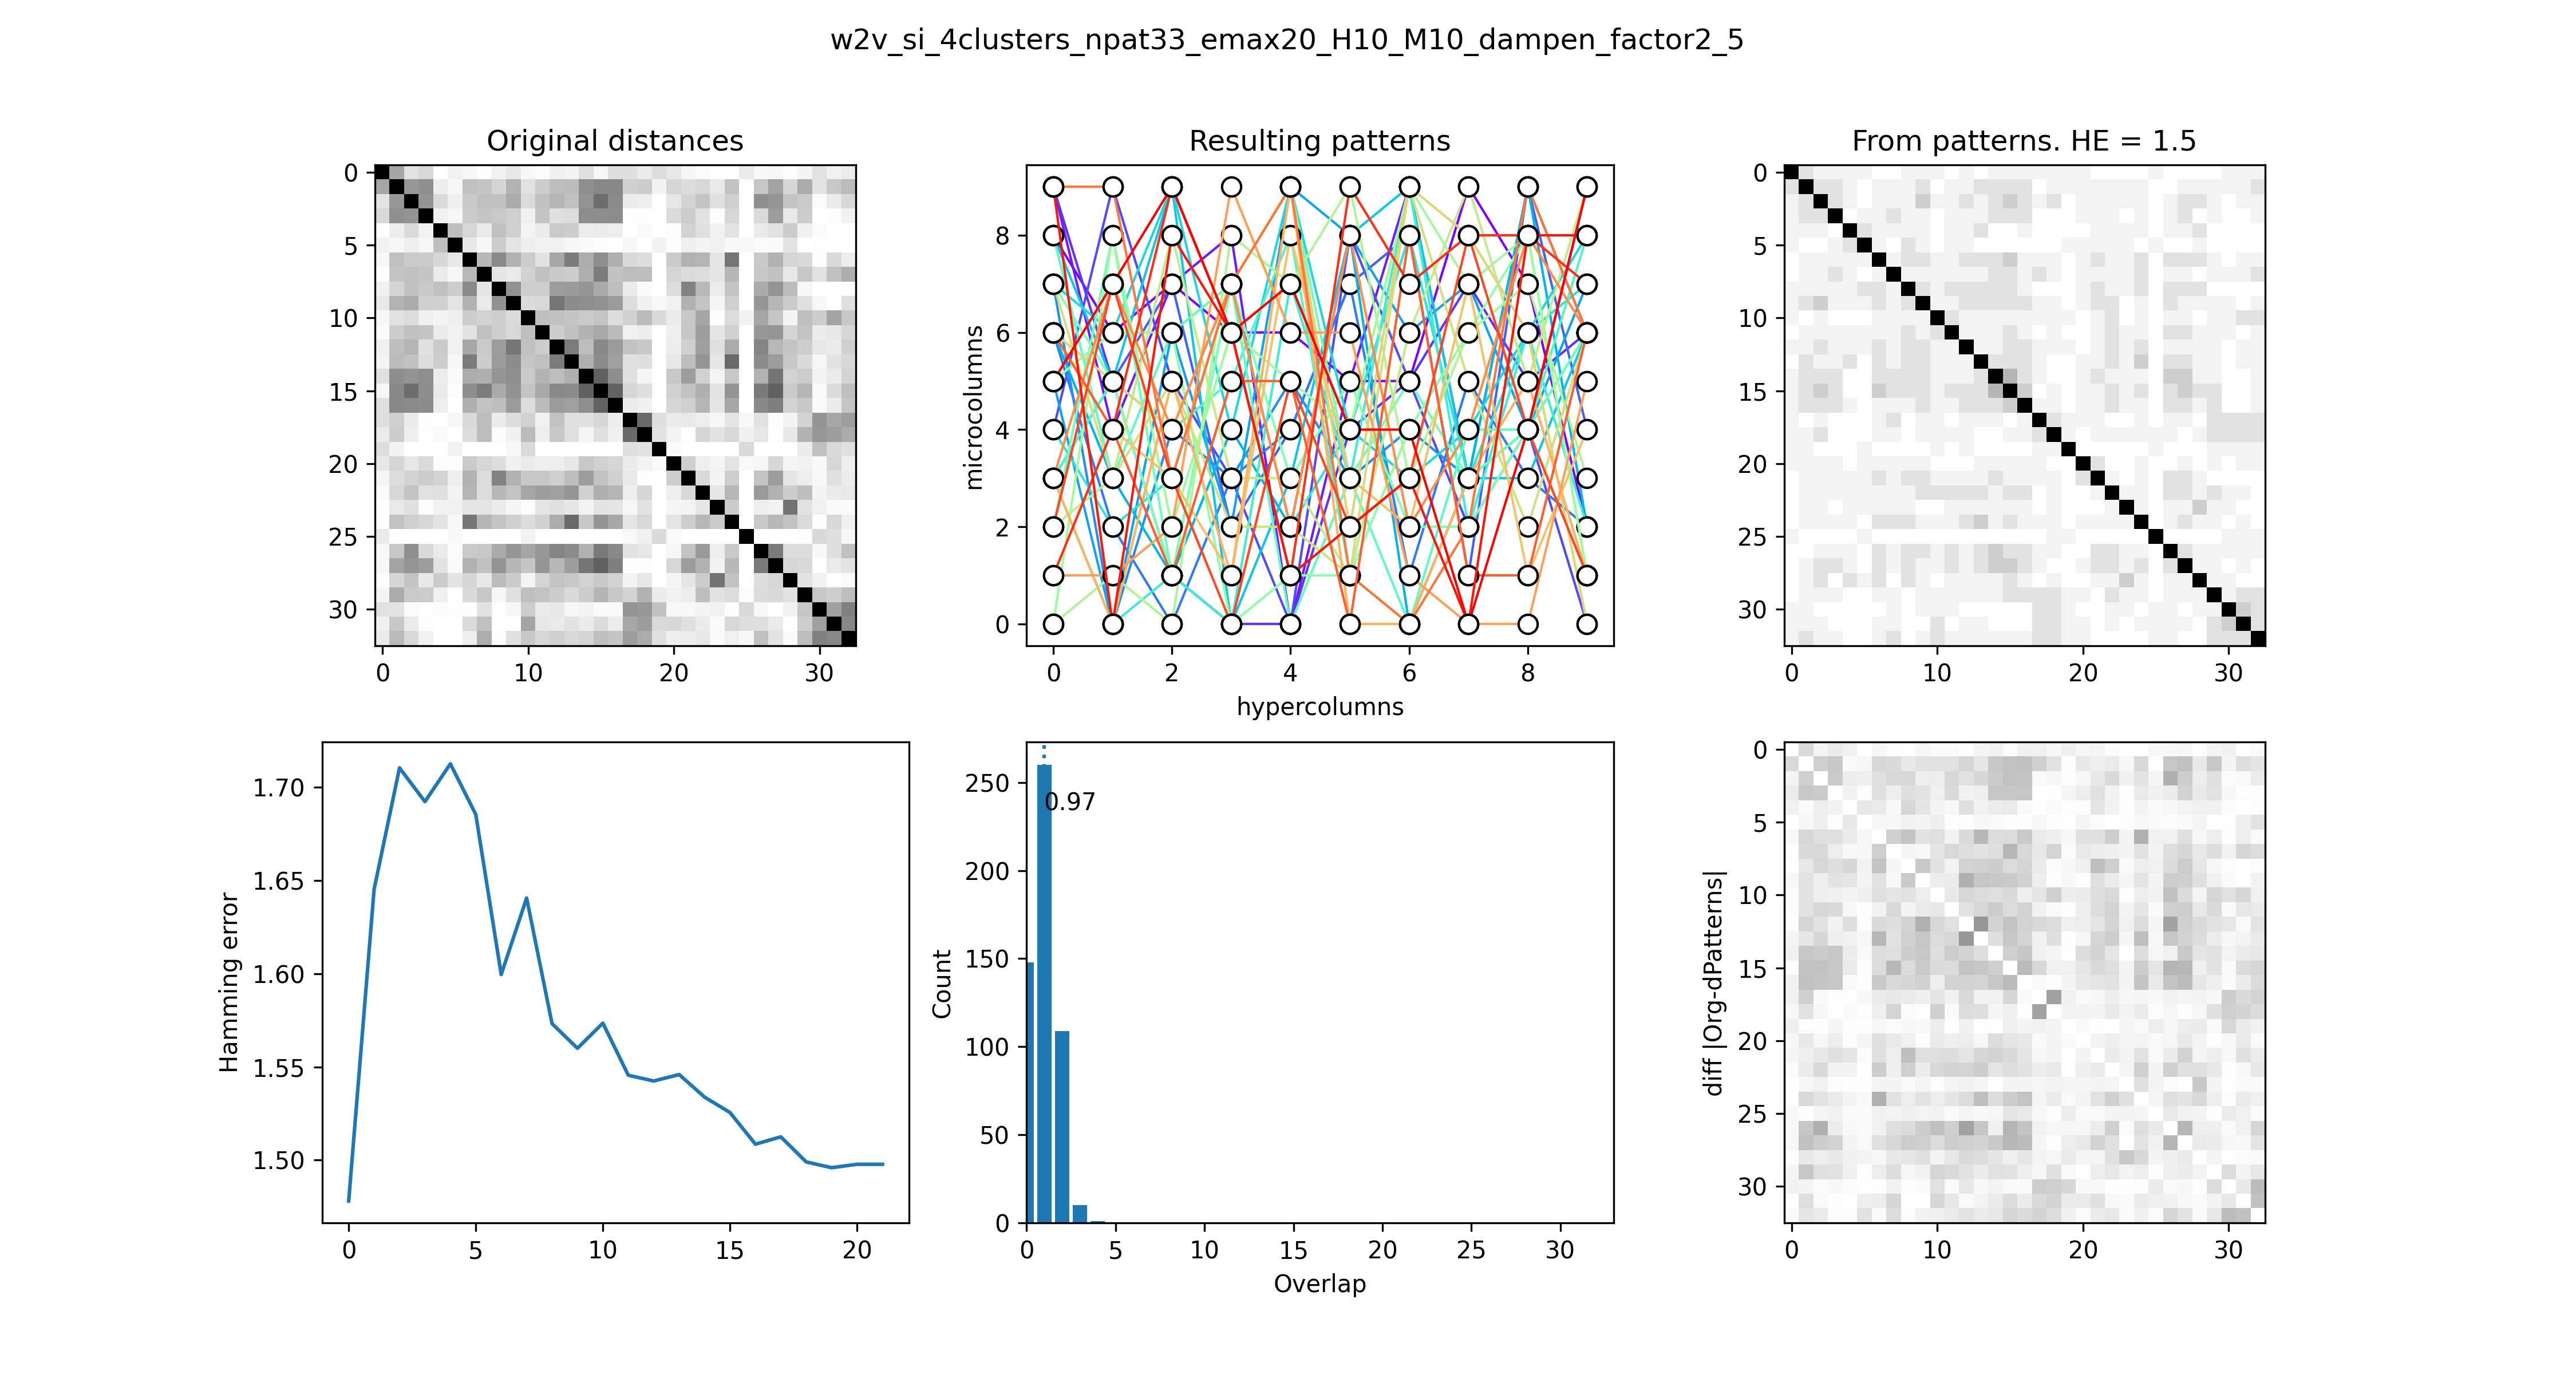 w2v_si_4clusters_npat33_emax20_H10_M10_dampen_factor2_5
Original distances
0
5
10
15
20
25
30
0 10 20 30
Resulting patterns
microcolumns
8
6
4
2
0
0 2 4 6 8
hypercolumns
From patterns. HE = 1.5
0
5
10
15
20
25
30
0 10 20 30
Hamming error
1.70
1.65
1.60
1.55
1.50
0 5 10 15 20
Count
250
200
150
100
50
0
0.97
0 5 10 15 20 25 30
Overlap
diff |Org-dPatterns|
0
5
10
15
20
25
30
0 10 20 30